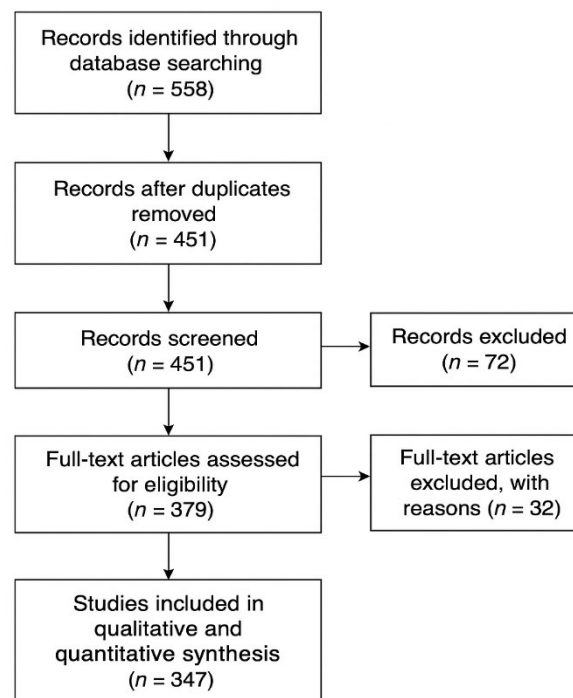 Records identified through
database searching
(n = 558)
Records after duplicates
removed
(n = 451)
Records screened
(n = 451)
Records excluded
(n = 72)
Full-text articles assessed
for eligibility
(n = 379)
Full-text articles
excluded, with
reasons (n = 32)
Studies included in
qualitative and
quantitative synthesis
(n = 347)